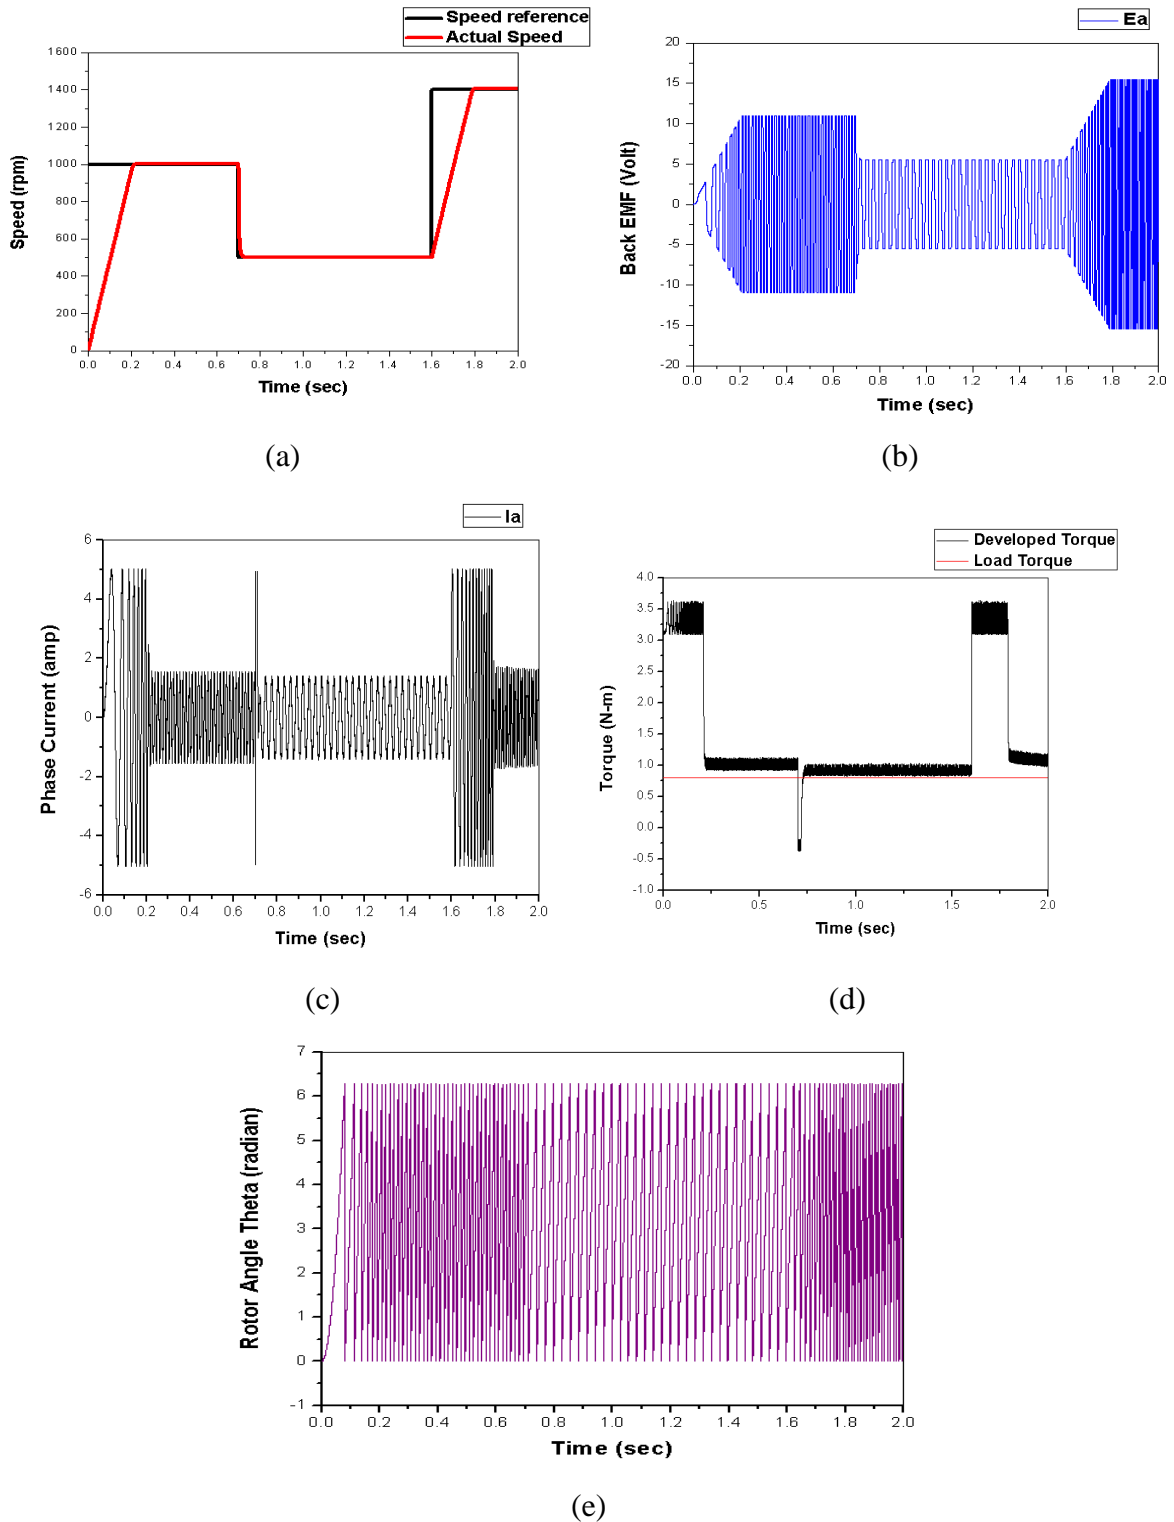 Speed reference
Actual Speed
1600
1400
1200
1000
800
600
400
200
0
0.0 0.2 0.4 0.6 0.8 1.0 1.2 1.4 1.6 1.8 2.0
Speed (rpm)
Time (sec)
(a)
Ea
20
15
10
5
0
-5
-10
-15
-20
0.0 0.2 0.4 0.6 0.8 1.0 1.2 1.4 1.6 1.8 2.0
Back EMF (Volt)
Time (sec)
(b)
Ia
6
4
2
0
-2
-4
-6
0.0 0.2 0.4 0.6 0.8 1.0 1.2 1.4 1.6 1.8 2.0
Phase Current (amp)
Time (sec)
(c)
Developed Torque
Load Torque
4.0
3.5
3.0
2.5
2.0
1.5
1.0
0.5
0.0
-0.5
-1.0
0.0 0.5 1.0 1.5 2.0
Torque (N-m)
Time (sec)
(d)
7
6
5
4
3
2
1
0
-1
0.0 0.2 0.4 0.6 0.8 1.0 1.2 1.4 1.6 1.8 2.0
Rotor Angle Theta (radian)
Time (sec)
(e)